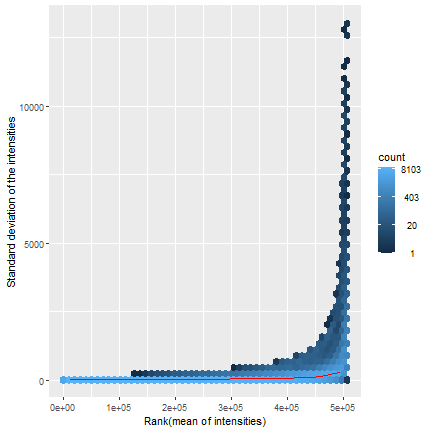 10000
5000
0
Standard deviation of the intensities
0e+00 1e+05 2e+05 3e+05 4e+05 5e+05
Rank(mean of intensities)
count
8103
403
20
1